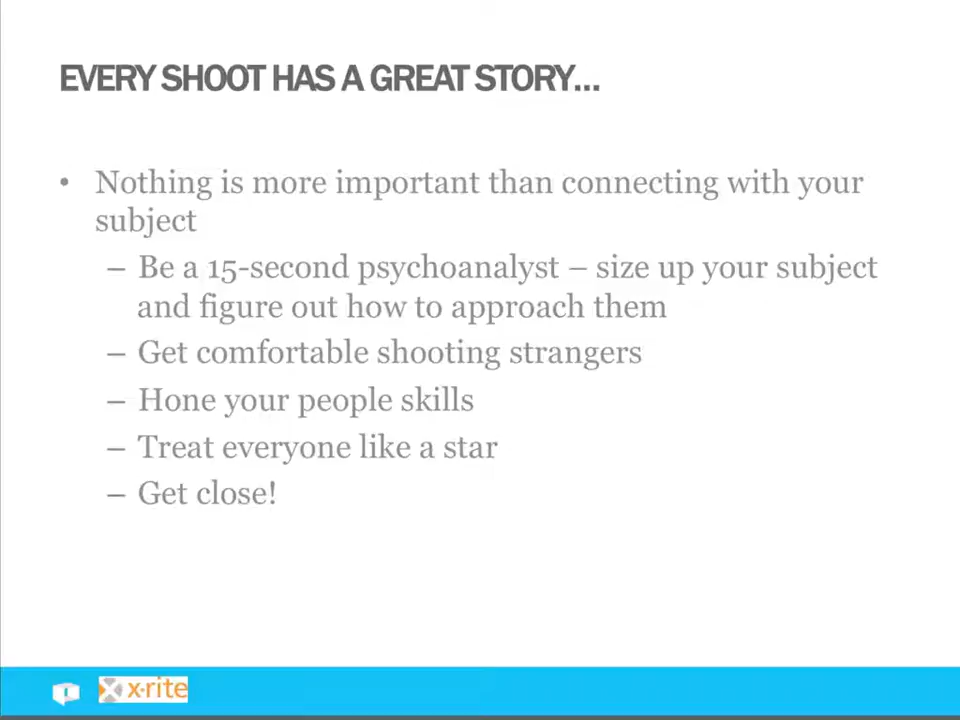 EVERY SHOOT HAS A GREAT STORY...
• Nothing is more important than connecting with your
subject
– Be a 15-second psychoanalyst – size up your subject
and figure out how to approach them
– Get comfortable shooting strangers
– Hone your people skills
– Treat everyone like a star
– Get close!
x·rite